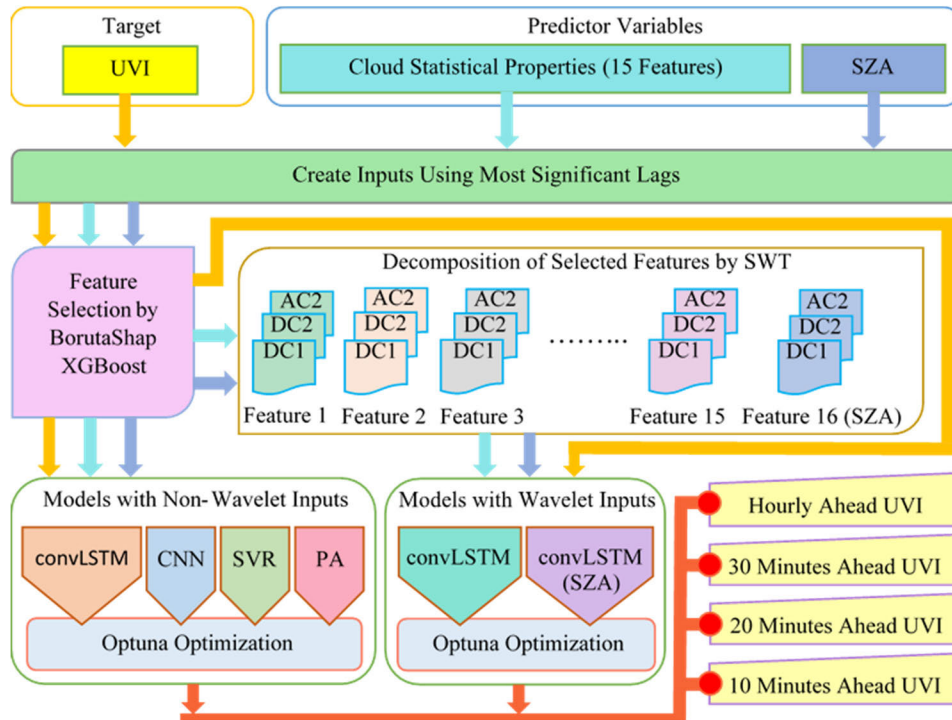 Target
Predictor Variables
UVI
Cloud Statistical Properties (15 Features)
SZA
Create Inputs Using Most Significant Lags
Feature
Selection by
BorutaShap
XGBoost
Decomposition of Selected Features by SWT
AC2
DC2
DC1
AC2
DC2
DC1
AC2
DC2
DC1
...........
AC2
DC2
DC1
AC2
DC2
DC1
Feature 1
Feature 2
Feature 3
Feature 15
Feature 16 (SZA)
Models with Non-Wavelet Inputs
convLSTM
CNN
SVR
PA
Optuna Optimization
Models with Wavelet Inputs
convLSTM
convLSTM
(SZA)
Optuna Optimization
Hourly Ahead UVI
30 Minutes Ahead UVI
20 Minutes Ahead UVI
10 Minutes Ahead UVI